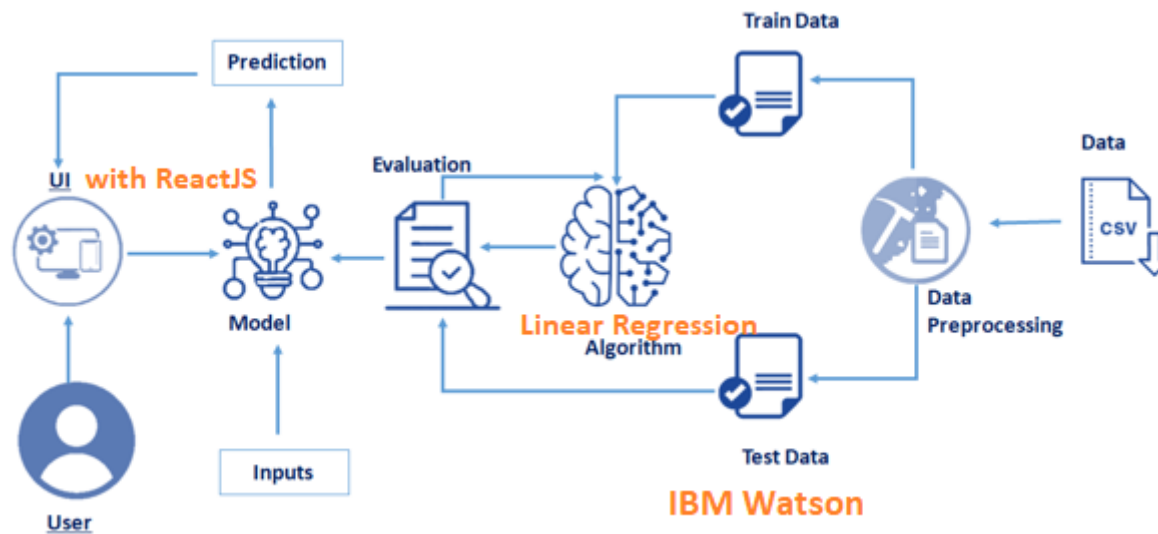 Train Data
Prediction
Evaluation
Data
UI with ReactJS
CSV
Model
Linear Regression
Algorithm
Data
Preprocessing
Inputs
Test Data
IBM Watson
User